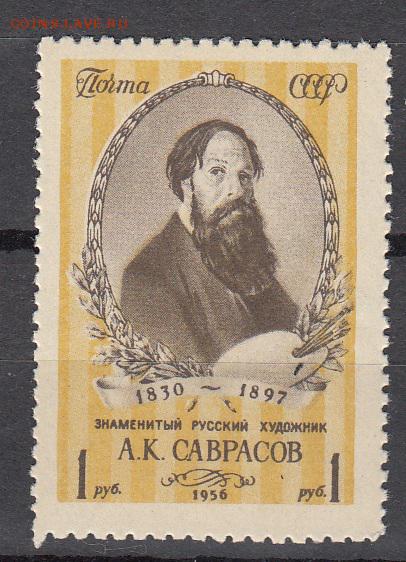 COINS.LAVE.RU
Почта СССР
1830 ~ 1897
ЗНАМЕНИТЫЙ РУССКИЙ ХУДОЖНИК
А.К. САВРАСОВ
1 руб. руб. 1
1956